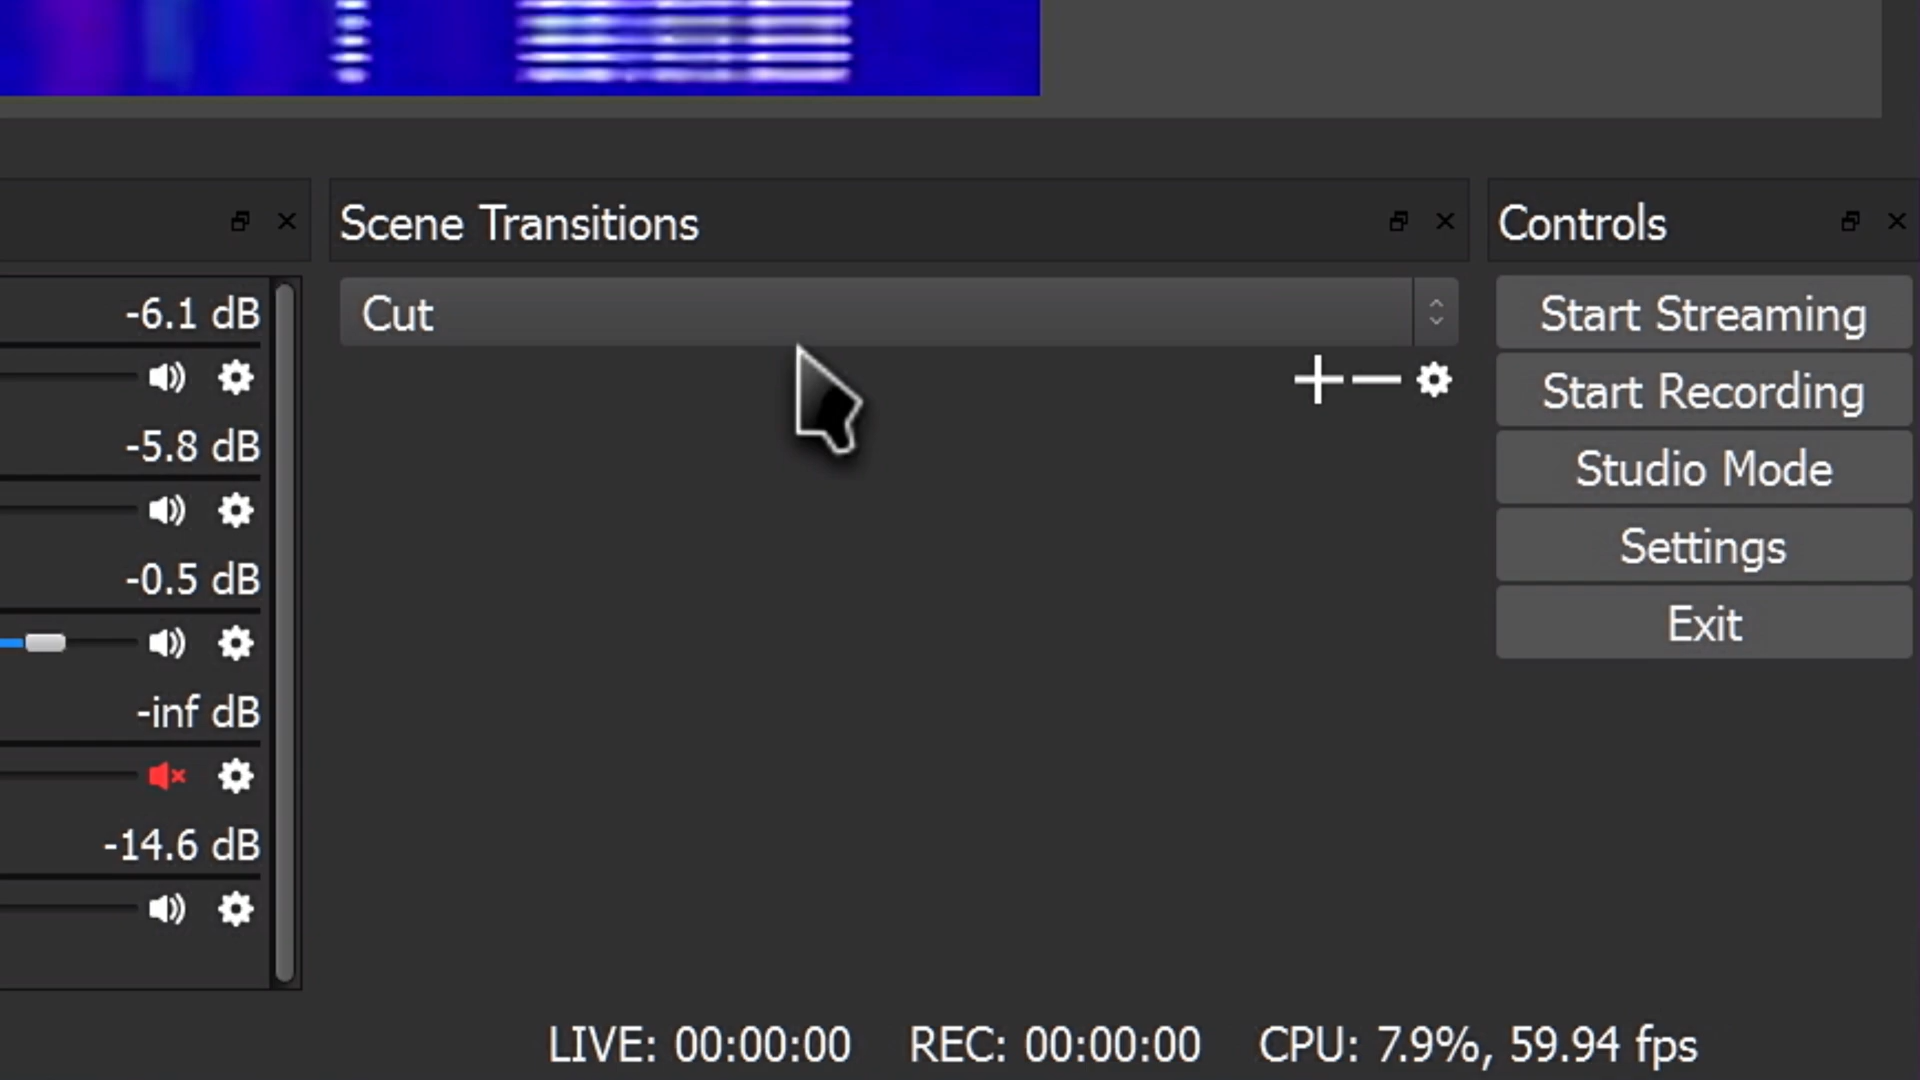 Scene Transitions
Controls
-6.1 dB
Cut
Start Streaming
Start Recording
-5.8 dB
Studio Mode
-0.5 dB
Settings
Exit
-inf dB
-14.6 dB
LIVE: 00:00:00 REC: 00:00:00 CPU: 7.9%, 59.94 fps